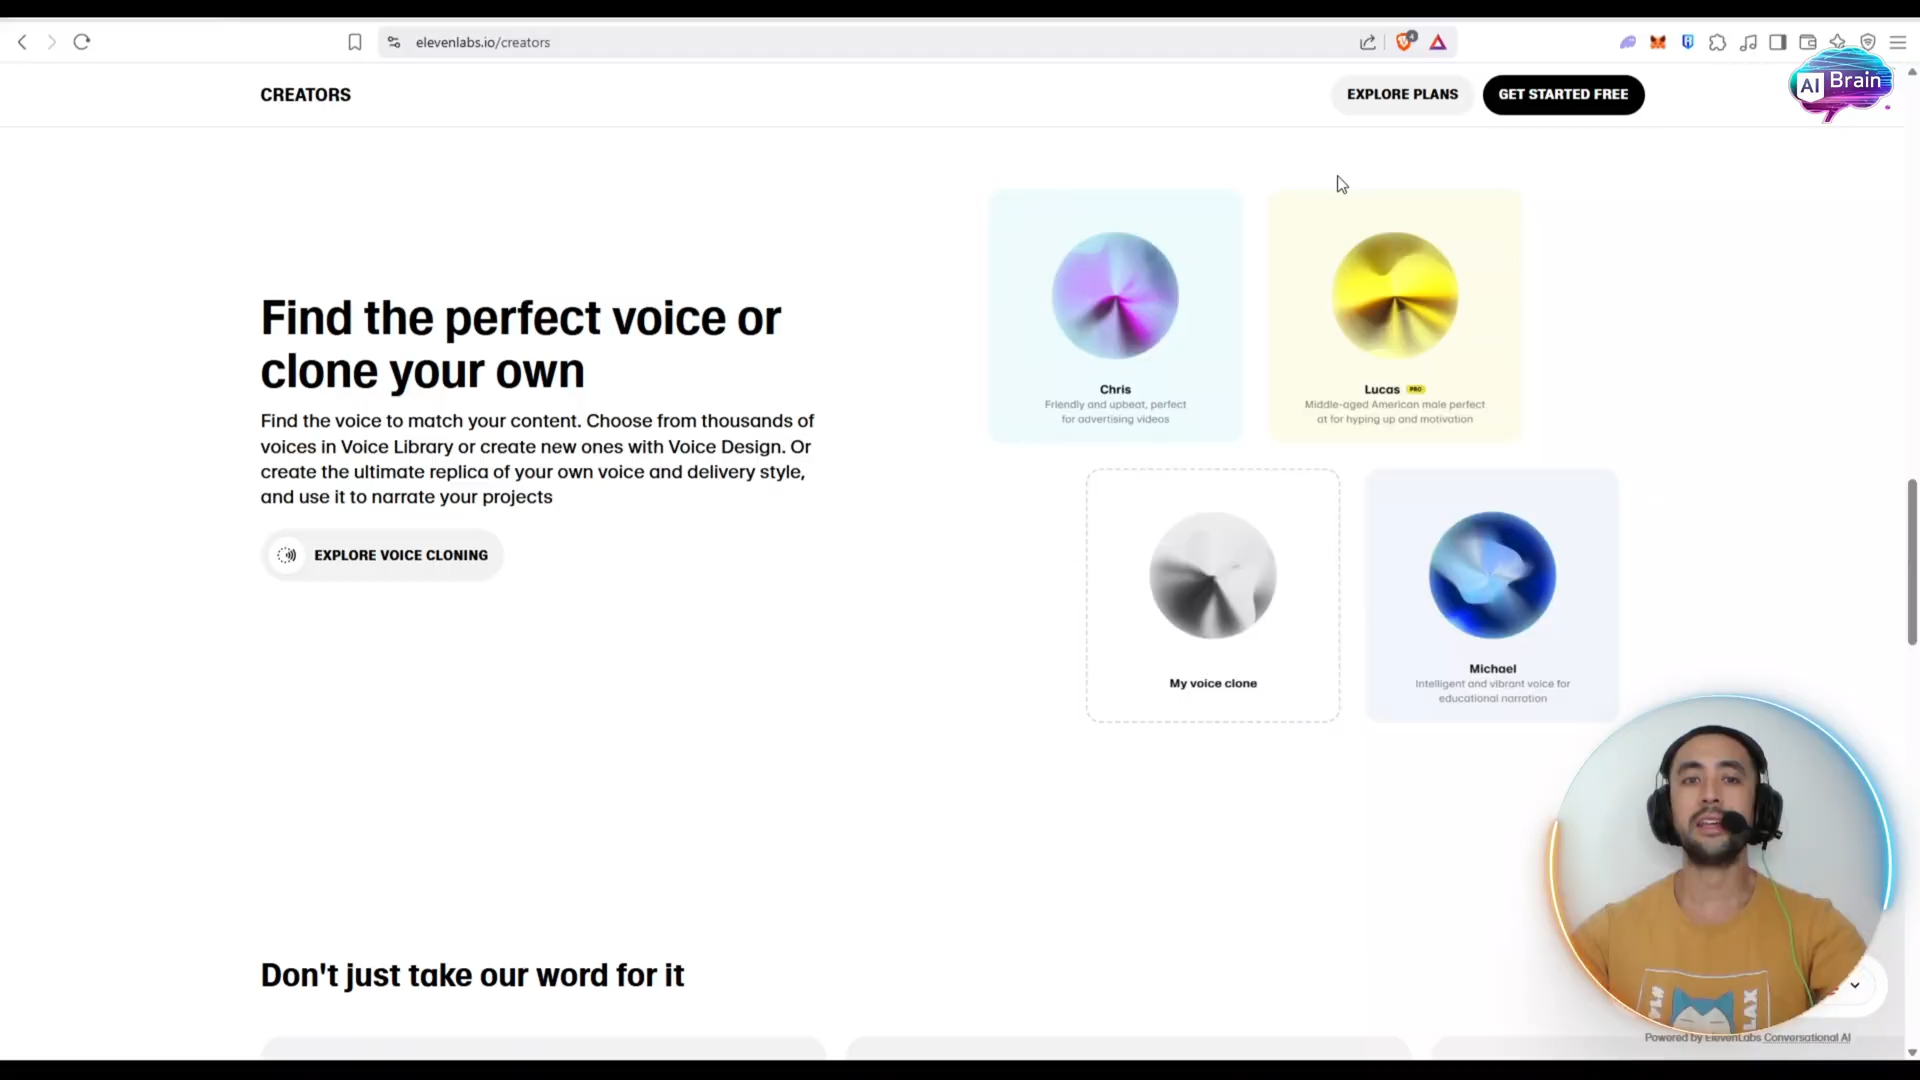 elevenlabs.io/creators
4
AI Brain
CREATORS
EXPLORE PLANS
GET STARTED FREE
Find the perfect voice or
clone your own
Find the voice to match your content. Choose from thousands of
voices in Voice Library or create new ones with Voice Design. Or
create the ultimate replica of your own voice and delivery style,
and use it to narrate your projects
EXPLORE VOICE CLONING
Chris
Friendly and upbeat, perfect
for advertising videos
Lucas PRO
Middle-aged American male perfect
at for hyping up and motivation
My voice clone
Michael
Intelligent and vibrant voice for
educational narration
Don't just take our word for it
Powered by ElevenLabs Conversational AI